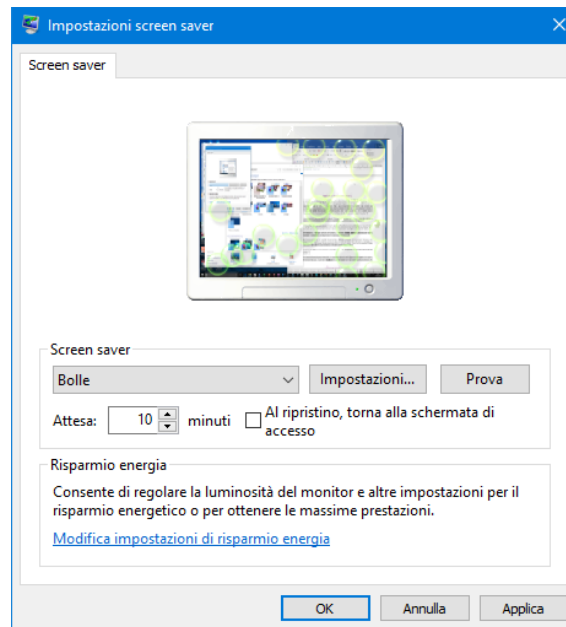 Impostazioni screen saver
Screen saver
Screen saver
Bolle
Impostazioni...
Prova
Attesa:
10
minuti
Al ripristino, torna alla schermata di
accesso
Risparmio energia
Consente di regolare la luminosità del monitor e altre impostazioni per il
risparmio energetico o per ottenere le massime prestazioni.
Modifica impostazioni di risparmio energia
OK
Annulla
Applica